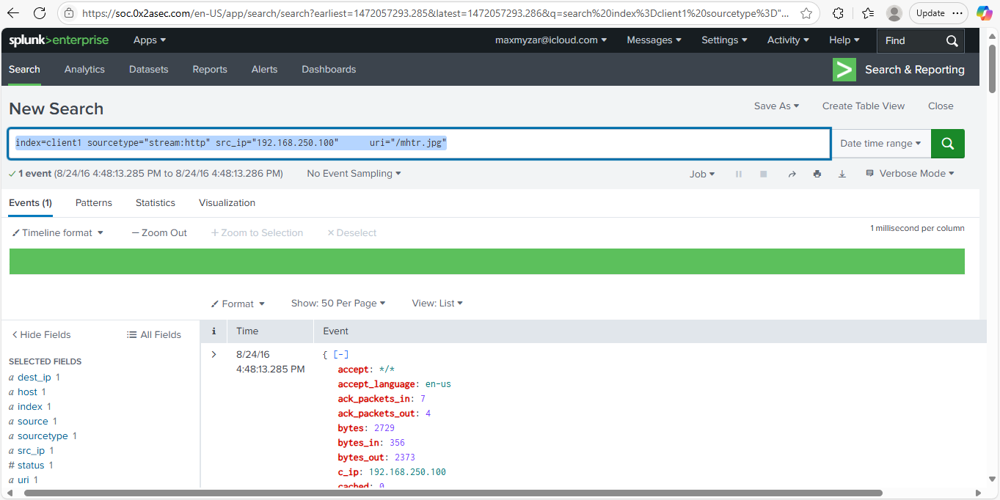 https://soc.0x2asec.com/en-US/app/search/search?earliest=1472057293.285&latest=1472057293.286&q=search%20index%3Dclient1%20sourcetype%3D"... Update
splunk>enterprise Apps maxmyzar@icloud.com Messages Settings Activity Help Find
Search Analytics Datasets Reports Alerts Dashboards Search & Reporting
New Search Save As Create Table View Close
index=client1 sourcetype="stream:http" src_ip="192.168.250.100" uri="/mhtr.jpg" Date time range
1 event (8/24/16 4:48:13.285 PM to 8/24/16 4:48:13.286 PM) No Event Sampling Job Verbose Mode
Events (1) Patterns Statistics Visualization
Timeline format — Zoom Out + Zoom to Selection × Deselect 1 millisecond per column
Format Show: 50 Per Page View: List
< Hide Fields All Fields i Time Event
SELECTED FIELDS
a dest_ip 1
a host 1
a index 1
a source 1
a sourcetype 1
a src_ip 1
# status 1
a uri 1
> 8/24/16
4:48:13.285 PM
{ [-]
accept: */*
accept_language: en-us
ack_packets_in: 7
ack_packets_out: 4
bytes: 2729
bytes_in: 356
bytes_out: 2373
c_ip: 192.168.250.100
cached: 0